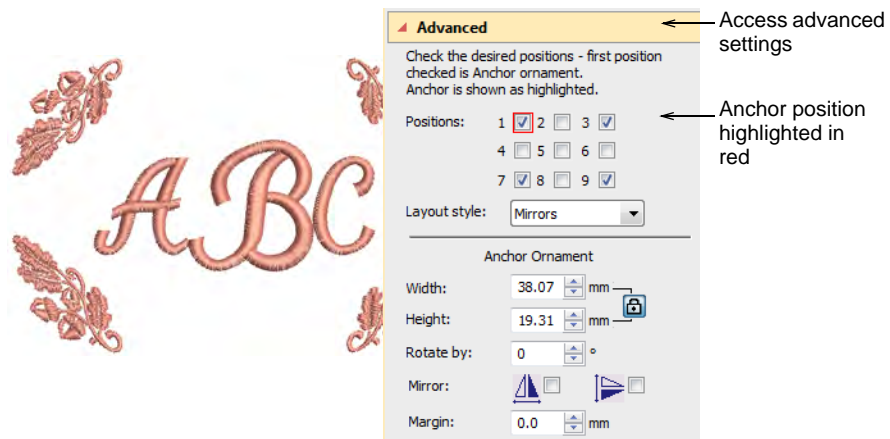 Advanced
Access advanced
settings
Check the desired positions - first position
checked is Anchor ornament.
Anchor is shown as highlighted.
Positions: 1 2 3
4 5 6
7 8 9
Anchor position
highlighted in
red
ABC
Layout style: Mirrors
Anchor Ornament
Width: 38.07 mm
Height: 19.31 mm
Rotate by: 0 °
Mirror:
Margin: 0.0 mm